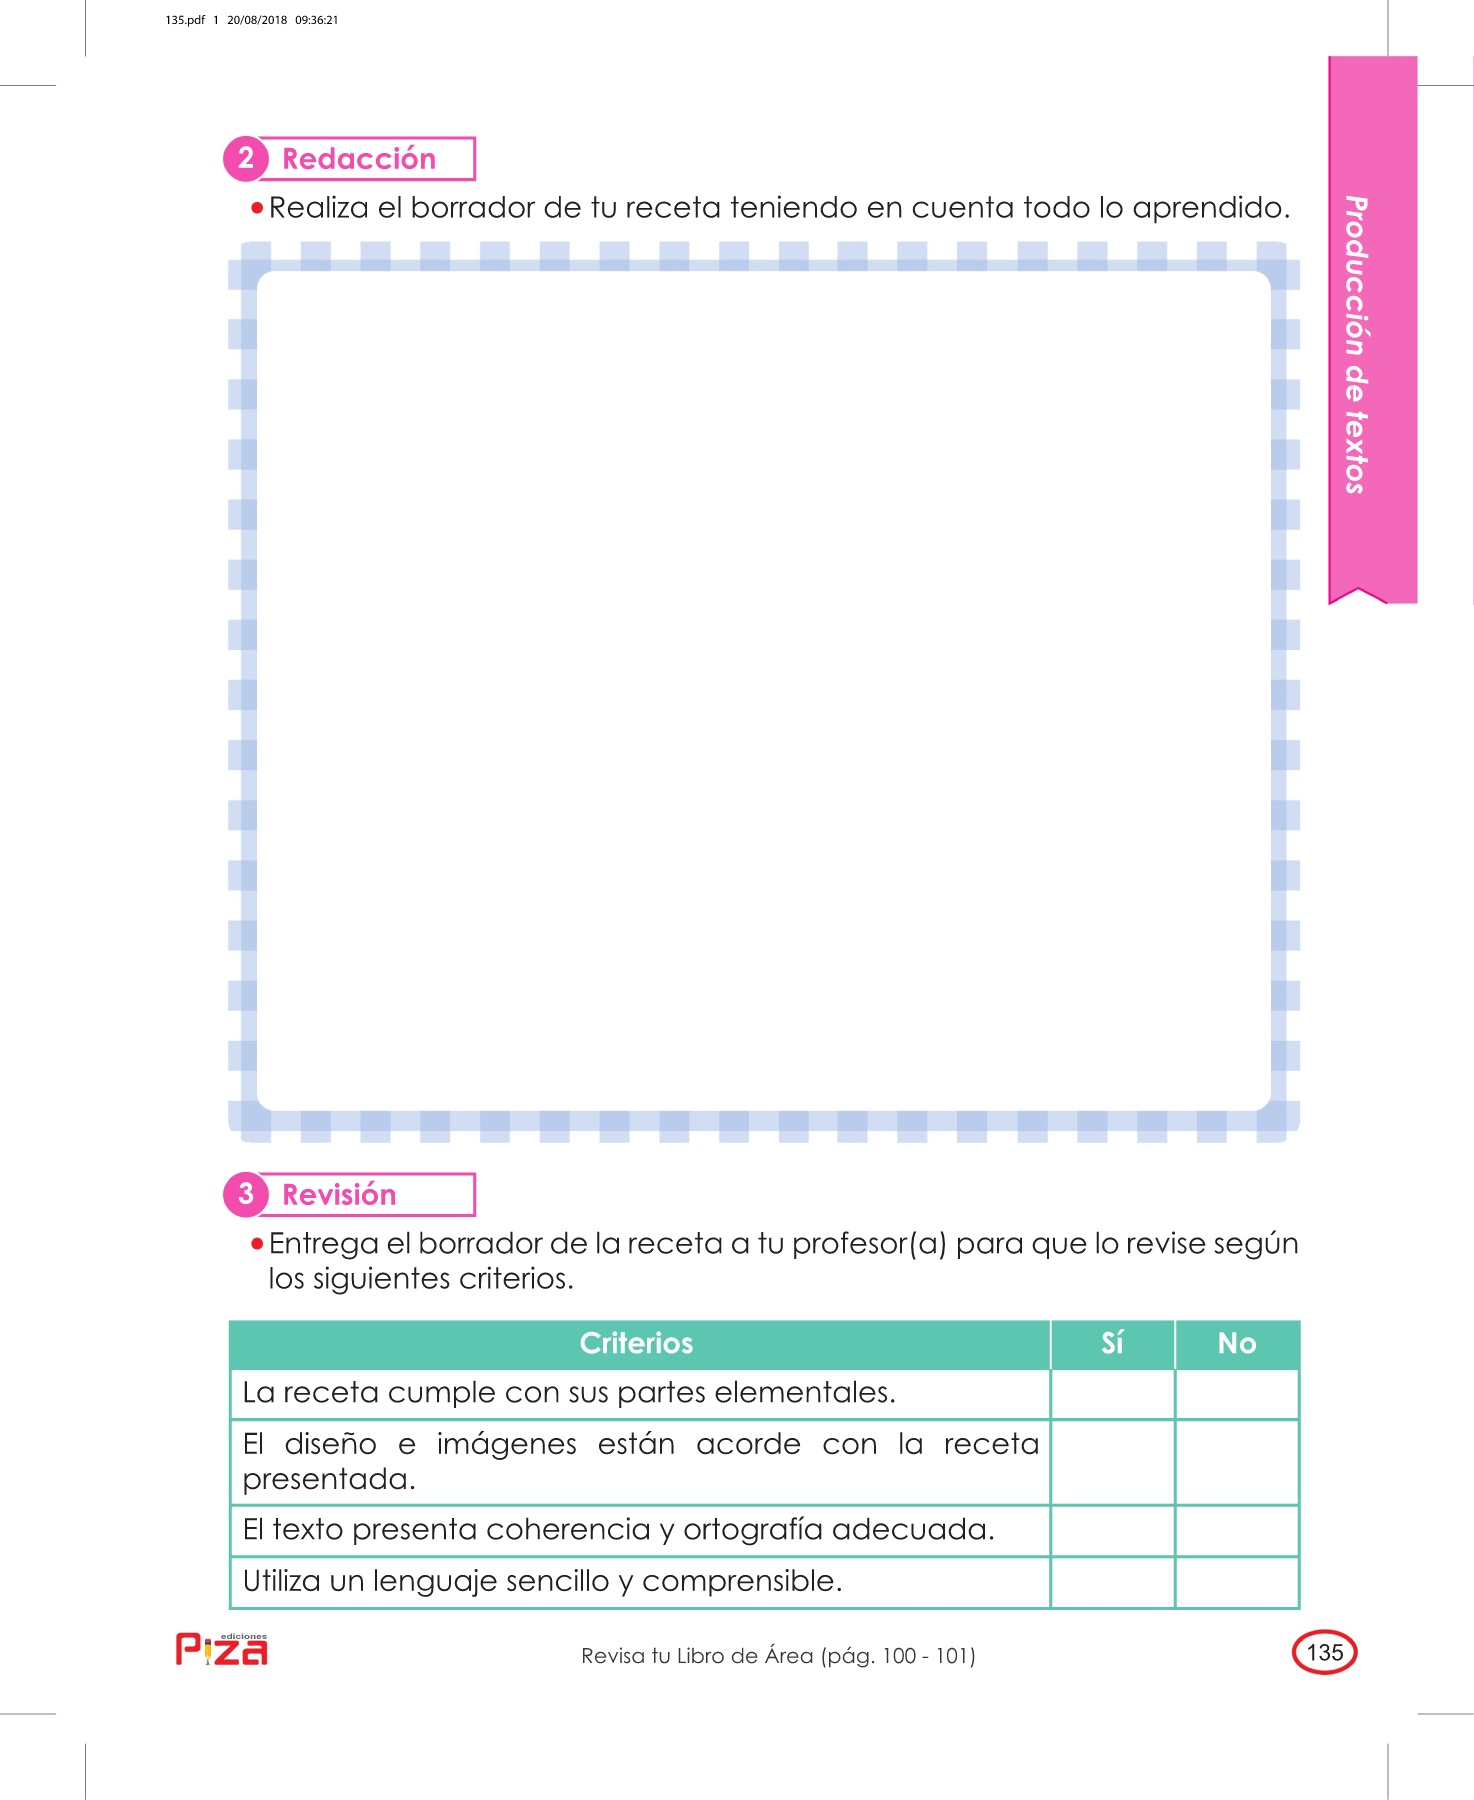 135.pdf 1 20/08/2018 09:36:21
2 Redacción
• Realiza el borrador de tu receta teniendo en cuenta todo lo aprendido.
Producción de textos
3 Revisión
• Entrega el borrador de la receta a tu profesor(a) para que lo revise según
los siguientes criterios.
Criterios Sí No
La receta cumple con sus partes elementales.
El diseño e imágenes están acorde con la receta
presentada.
El texto presenta coherencia y ortografía adecuada.
Utiliza un lenguaje sencillo y comprensible.
ediciones
Piza
Revisa tu Libro de Área (pág. 100 - 101)
135